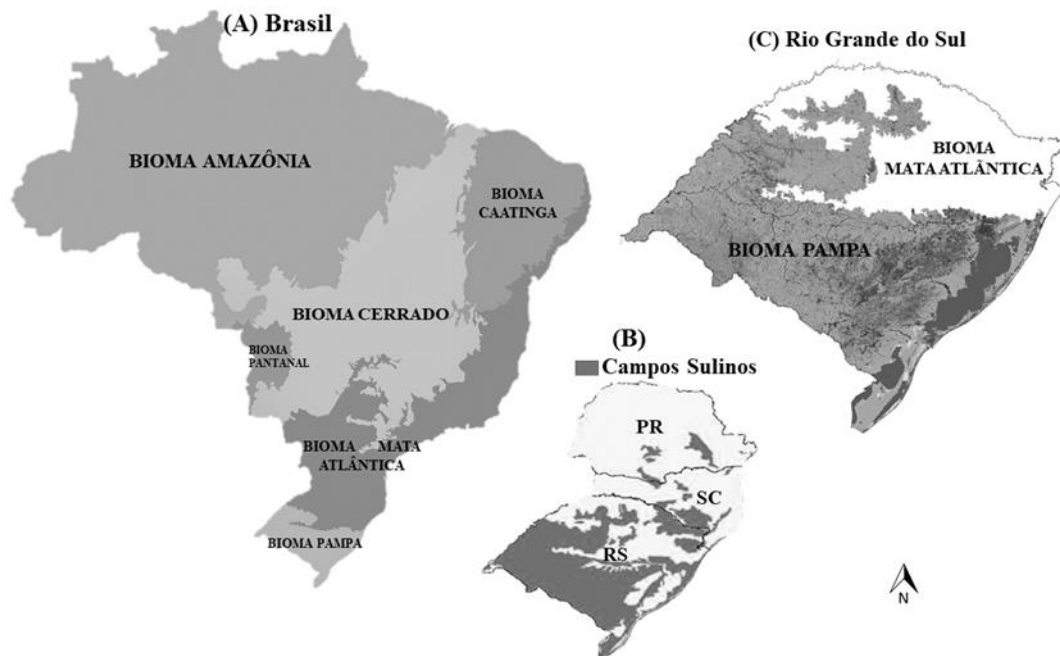 (A) Brasil
BIOMA AMAZÔNIA
BIOMA
CAATINGA
BIOMA CERRADO
BIOMA
PANTANAL
BIOMA MATA
ATLÂNTICA
BIOMA PAMPA
(B)
Campos Sulinos
PR
SC
RS
(C) Rio Grande do Sul
BIOMA
MATA ATLÃNTICA
BIOMA PAMPA
N